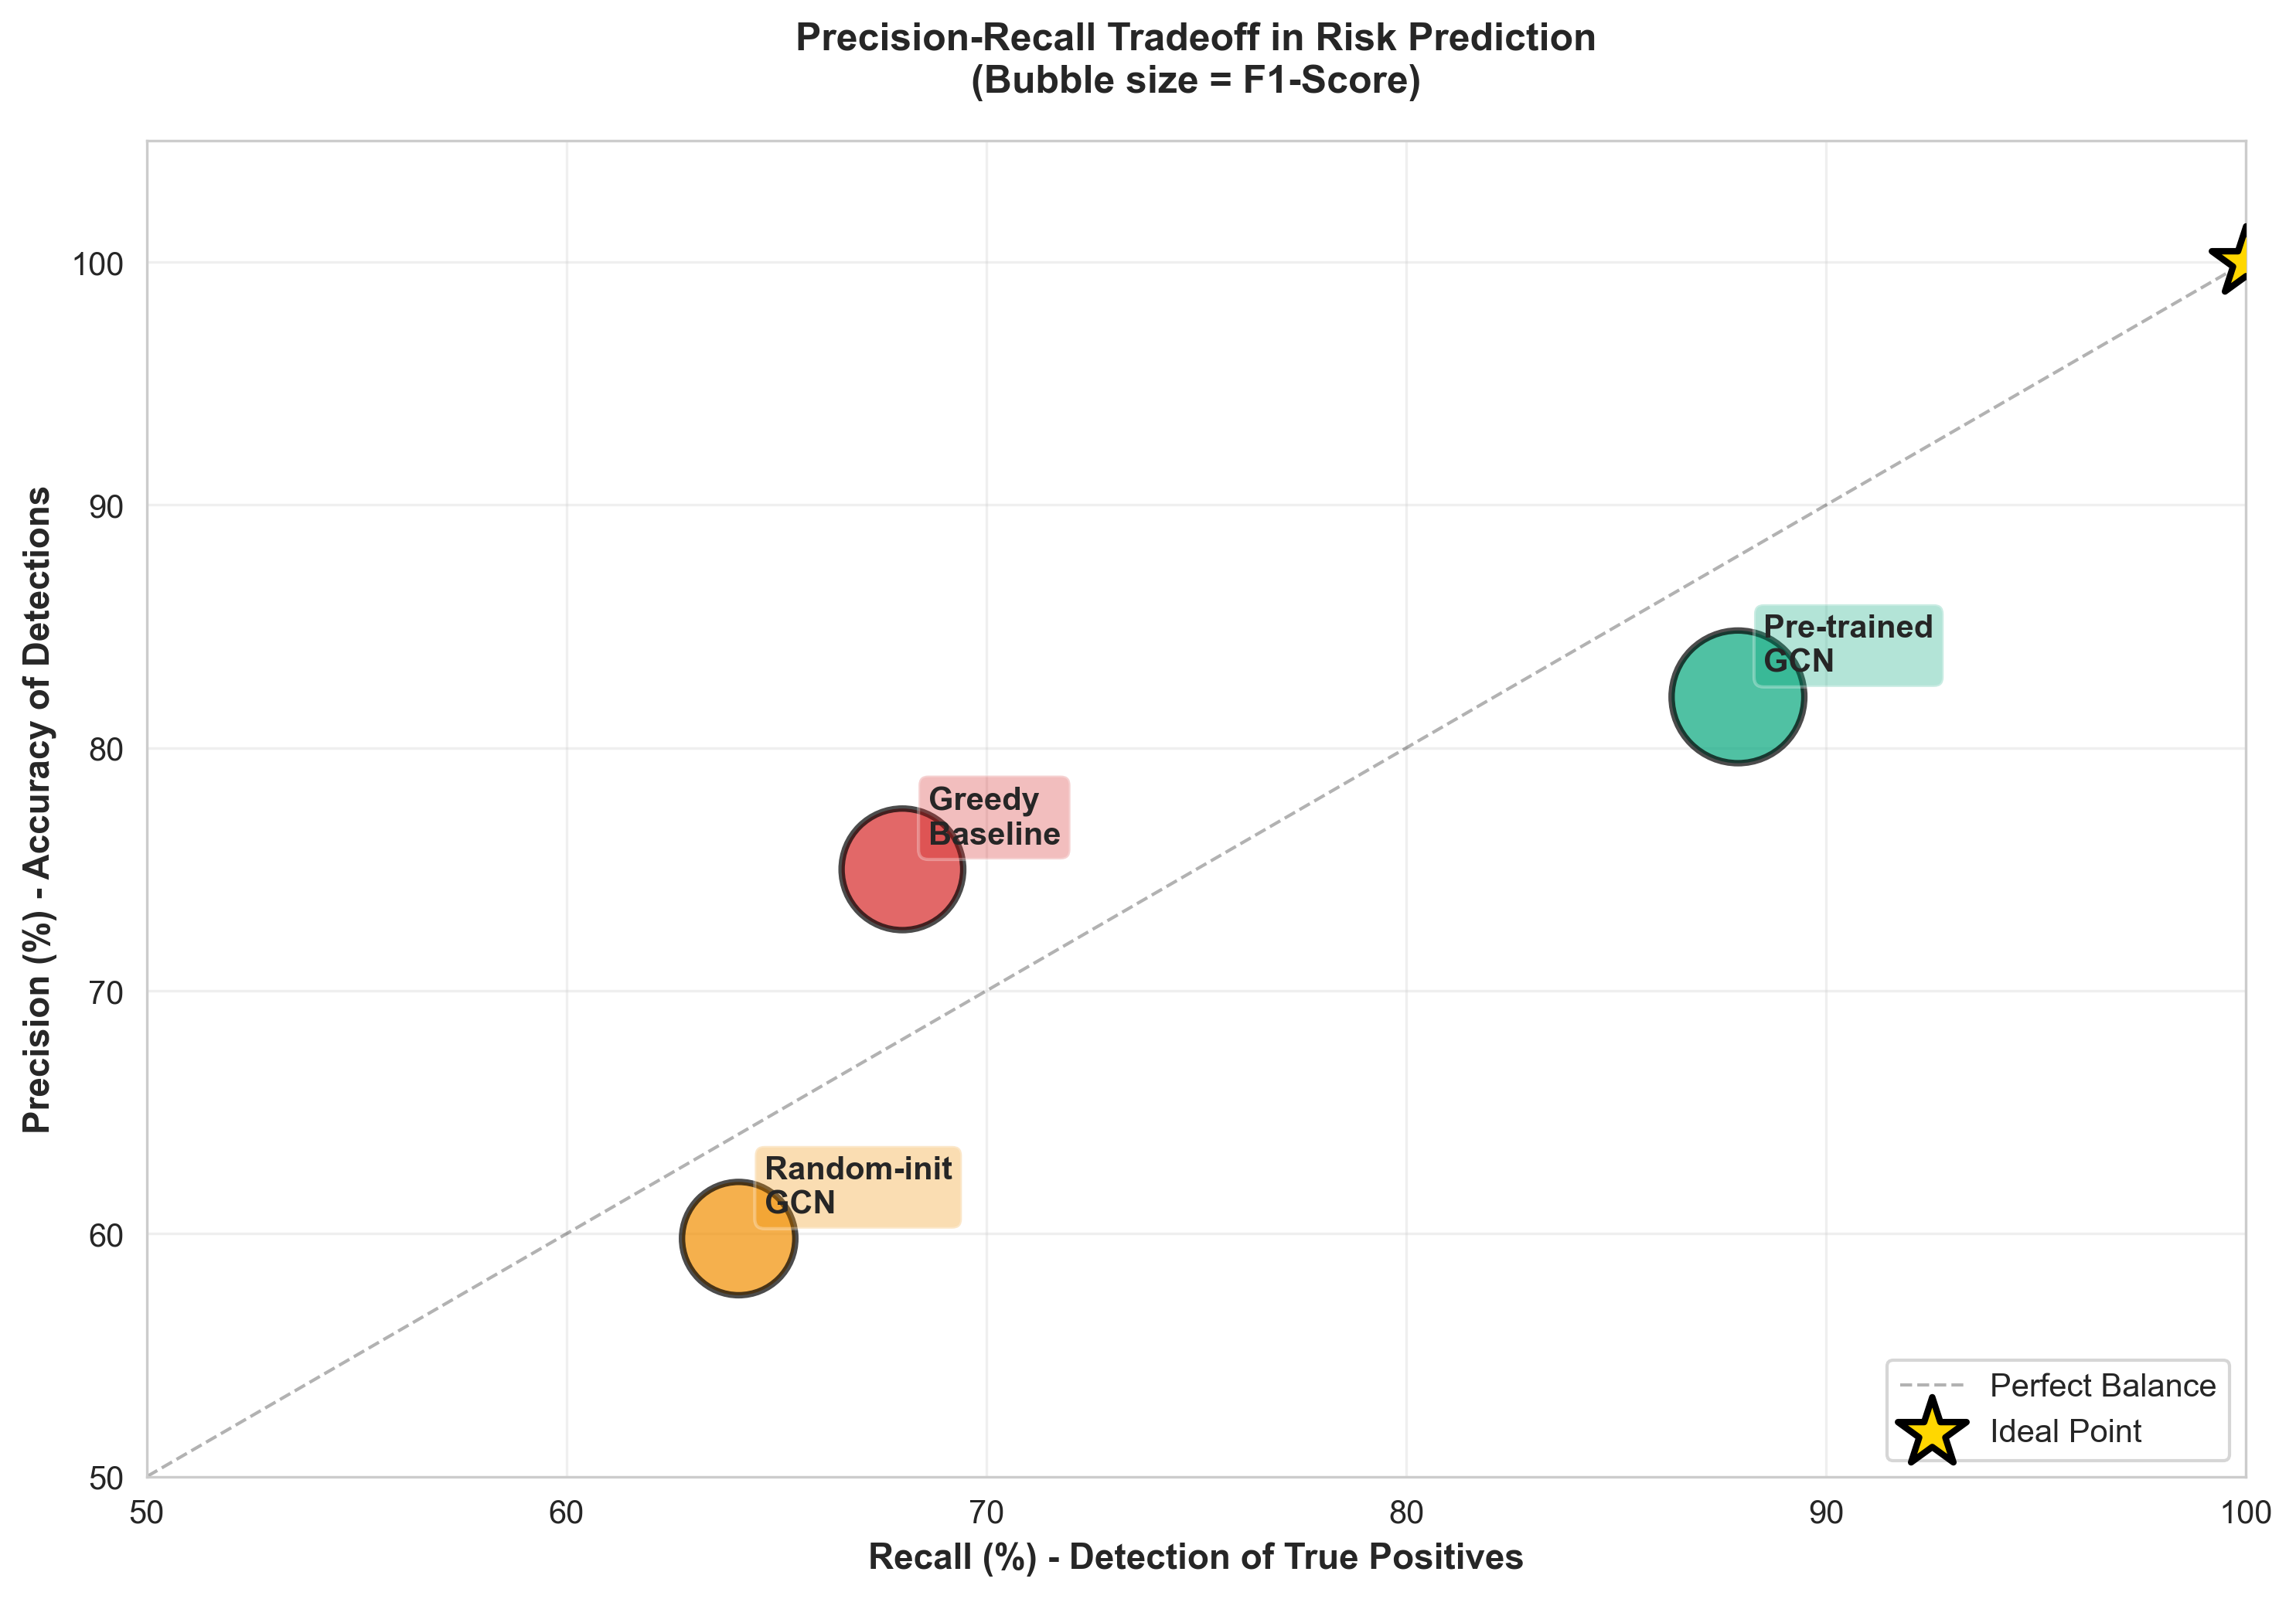 Precision-Recall Tradeoff in Risk Prediction
(Bubble size = F1-Score)
Precision (%) - Accuracy of Detections
100
90
80
70
60
50
Pre-trained
GCN
Greedy
Baseline
Random-init
GCN
Perfect Balance
Ideal Point
50
60
70
80
90
100
Recall (%) - Detection of True Positives